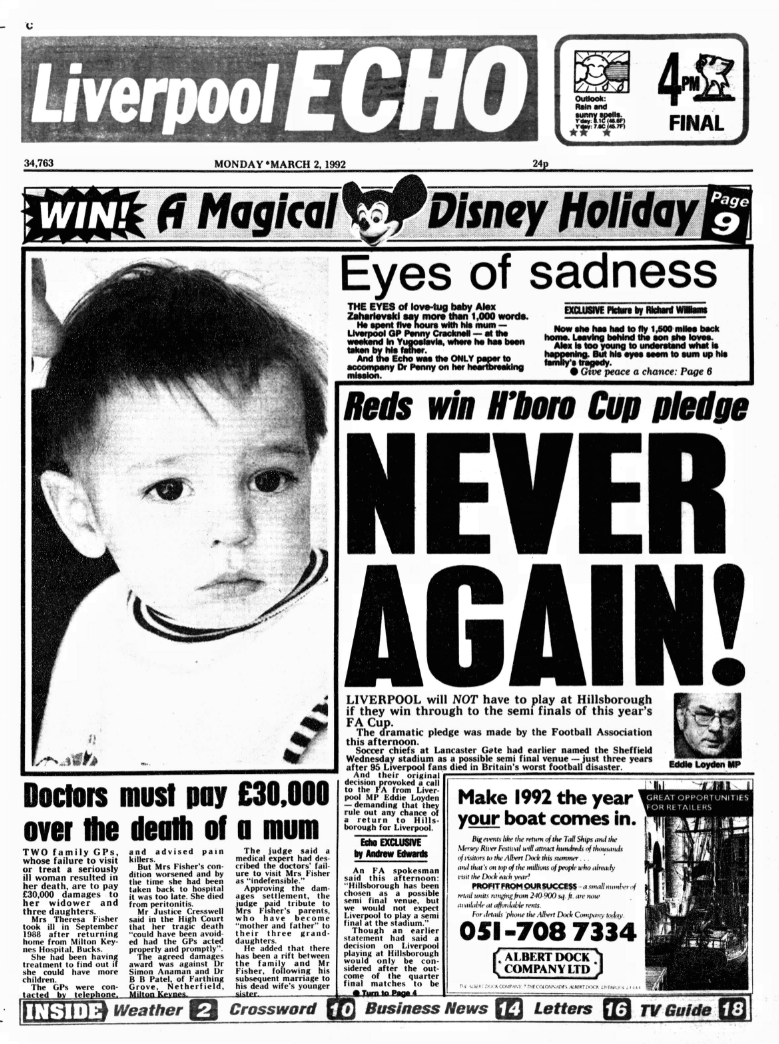 Liverpool ECHO
Outlook:
Rain and
sunny spells.
4PM
FINAL
34,763
MONDAY *MARCH 2, 1992
24p
WIN! A Magical Disney Holiday Page 9
Eyes of sadness
THE EYES of love-tug baby Alex
Zaharievski say more than 1,000 words.
He spent five hours with his mum —
Liverpool GP Penny Cracknell — at the
weekend in Yugoslavia, where he has been
taken by his father.
And the Echo was the ONLY paper to
accompany Dr Penny on her heartbreaking
mission.
EXCLUSIVE Picture by Richard Williams
Now she has had to fly 1,500 miles back
home. Leaving behind the son she loves.
Alex is too young to understand what is
happening. But his eyes seem to sum up his
family's tragedy.
● Give peace a chance: Page 6
Reds win H'boro Cup pledge
NEVER
AGAIN!
LIVERPOOL will NOT have to play at Hillsborough
if they win through to the semi finals of this year's
FA Cup.
The dramatic pledge was made by the Football Association
this afternoon.
Soccer chiefs at Lancaster Gate had earlier named the Sheffield
Wednesday stadium as a possible semi final venue — just three years
after 95 Liverpool fans died in Britain's worst football disaster.
And their original
decision provoked a call
to the FA from Liver-
pool MP Eddie Loyden
— demanding that they
rule out any chance of
a return to Hills-
borough for Liverpool.
Echo EXCLUSIVE
by Andrew Edwards
An FA spokesman
said this afternoon:
"Hillsborough has been
chosen as a possible
semi final venue, but
we would not expect
Liverpool to play a semi
final at the stadium."
Though an earlier
statement had said a
decision on Liverpool
playing at Hillsborough
would only be con-
sidered after the out-
come of the quarter
final matches to be
● Turn to Page 4
Eddie Loyden MP
Doctors must pay £30,000
over the death of a mum
TWO family GPs,
whose failure to visit
or treat a seriously
ill woman resulted in
her death, are to pay
£30,000 damages to
her widower and
three daughters.
Mrs Theresa Fisher
took ill in September
1988 after returning
home from Milton Key-
nes Hospital, Bucks.
She had been having
treatment to find out if
she could have more
children.
The GPs were con-
tacted by telephone,
and advised pain
killers.
But Mrs Fisher's con-
dition worsened and by
the time she had been
taken back to hospital
it was too late. She died
from peritonitis.
Mr Justice Cresswell
said in the High Court
that her tragic death
"could have been avoid-
ed had the GPs acted
properly and promptly".
The agreed damages
award was against Dr
Simon Anaman and Dr
B B Patel, of Farthing
Grove, Netherfield,
Milton Keynes.
The judge said a
medical expert had des-
cribed the doctors' fail-
ure to visit Mrs Fisher
as "indefensible."
Approving the dam-
ages settlement, the
judge paid tribute to
Mrs Fisher's parents,
who have become
"mother and father" to
their three grand-
daughters.
He added that there
has been a rift between
the family and Mr
Fisher, following his
subsequent marriage to
his dead wife's younger
sister.
Make 1992 the year
your boat comes in.
Big events like the return of the Tall Ships and the
Mersey River Festival will attract hundreds of thousands
of visitors to the Albert Dock this summer . . .
and that's on top of the millions of people who already
visit the Dock each year!
PROFIT FROM OUR SUCCESS – a small number of
retail units ranging from 240-900 sq. ft. are now
available at affordable rents.
For details 'phone the Albert Dock Company today.
051-708 7334
ALBERT DOCK
COMPANY LTD
GREAT OPPORTUNITIES
FOR RETAILERS
INSIDE Weather 2 Crossword 10 Business News 14 Letters 16 TV Guide 18